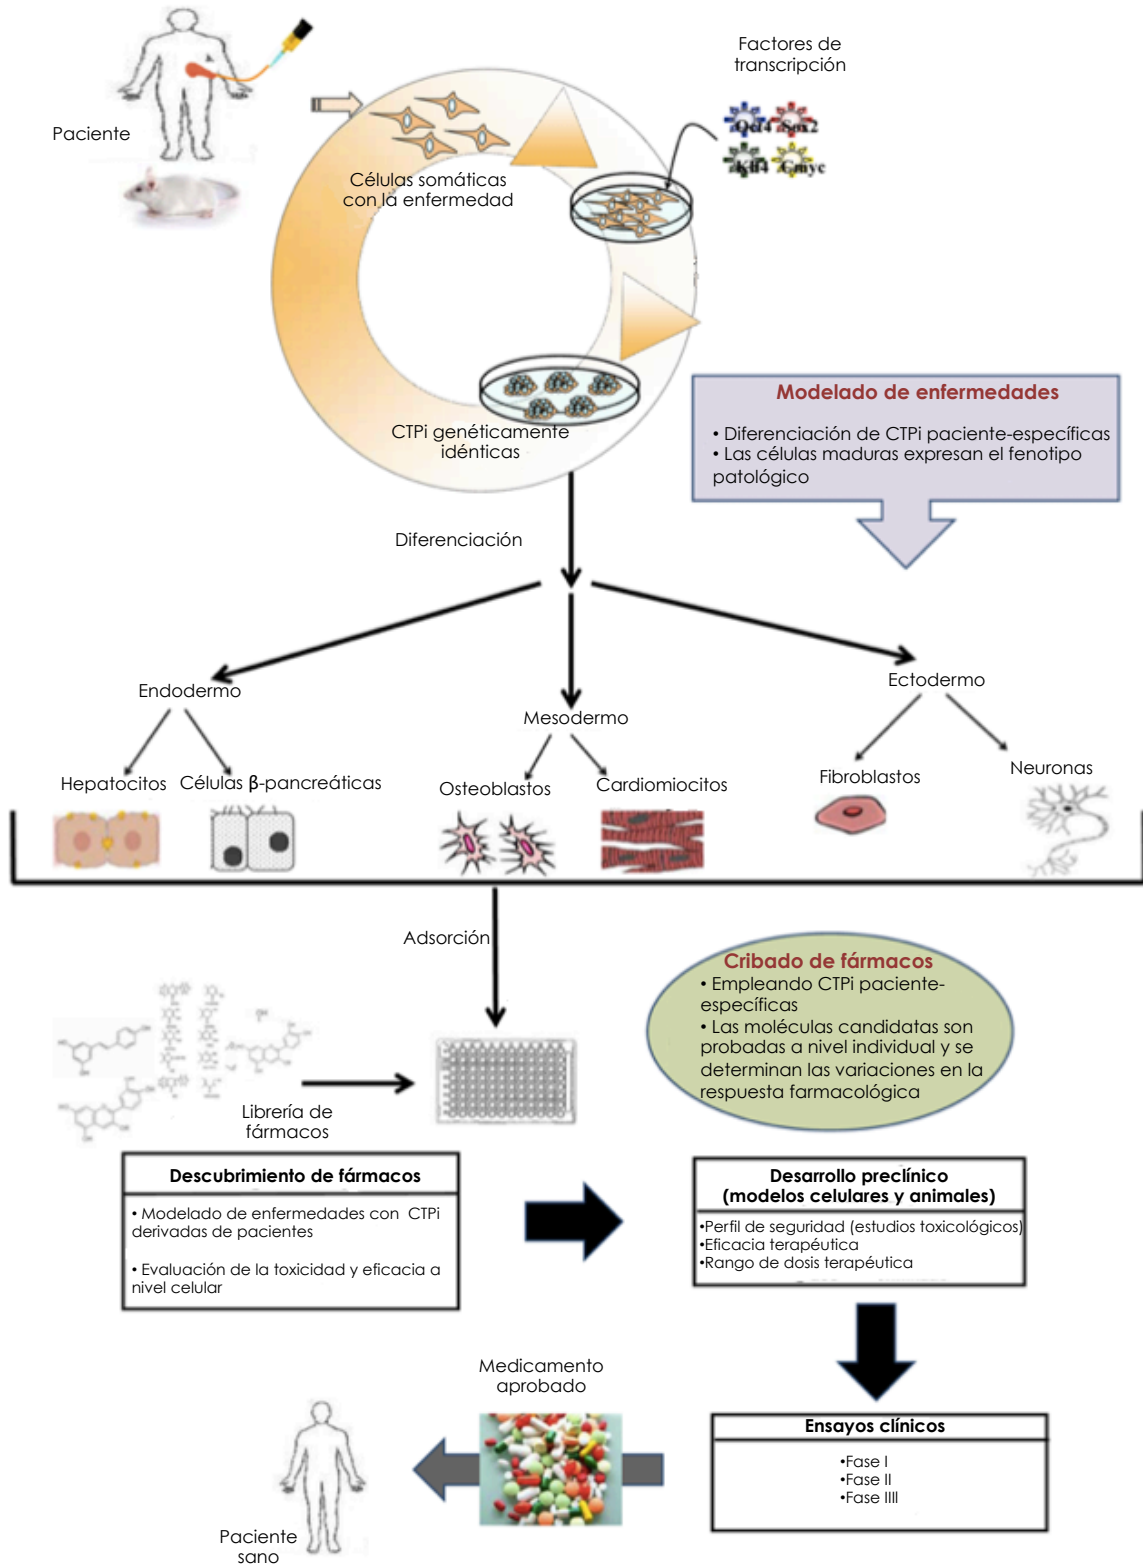 Factores de
transcripción
Oct4 Sox2
Klf4 Cmyc
Paciente
Células somáticas
con la enfermedad
CTPi genéticamente
idénticas
Modelado de enfermedades
• Diferenciación de CTPi paciente-específicas
• Las células maduras expresan el fenotipo
patológico
Diferenciación
Endodermo
Mesodermo
Ectodermo
Hepatocitos
Células β-pancreáticas
Osteoblastos
Cardiomiocitos
Fibroblastos
Neuronas
Adsorción
Cribado de fármacos
• Empleando CTPi paciente-
específicas
• Las moléculas candidatas son
probadas a nivel individual y se
determinan las variaciones en la
respuesta farmacológica
Librería de
fármacos
Descubrimiento de fármacos
• Modelado de enfermedades con CTPi
derivadas de pacientes
• Evaluación de la toxicidad y eficacia a
nivel celular
Desarrollo preclínico
(modelos celulares y animales)
•Perfil de seguridad (estudios toxicológicos)
•Eficacia terapéutica
•Rango de dosis terapéutica
Medicamento
aprobado
Ensayos clínicos
•Fase I
•Fase II
•Fase IIII
Paciente
sano